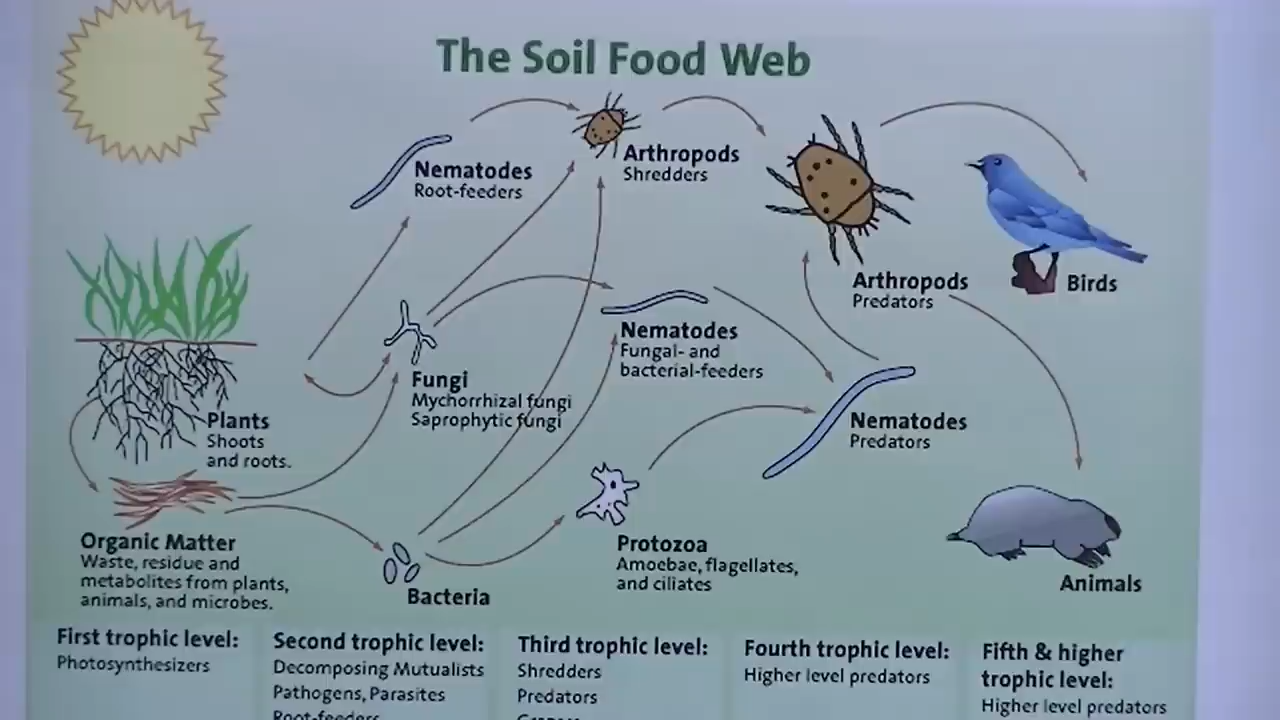 The Soil Food Web
Nematodes
Root-feeders
Arthropods
Shredders
Arthropods
Predators
Birds
Nematodes
Fungal- and
bacterial-feeders
Fungi
Mychorrhizal fungi
Saprophytic fungi
Plants
Shoots
and roots.
Nematodes
Predators
Organic Matter
Waste, residue and
metabolites from plants,
animals, and microbes.
Bacteria
Protozoa
Amoebae, flagellates,
and ciliates
Animals
First trophic level:
Photosynthesizers
Second trophic level:
Decomposing Mutualists
Pathogens, Parasites
Root-feeders
Third trophic level:
Shredders
Predators
Fourth trophic level:
Higher level predators
Fifth & higher
trophic level:
Higher level predators